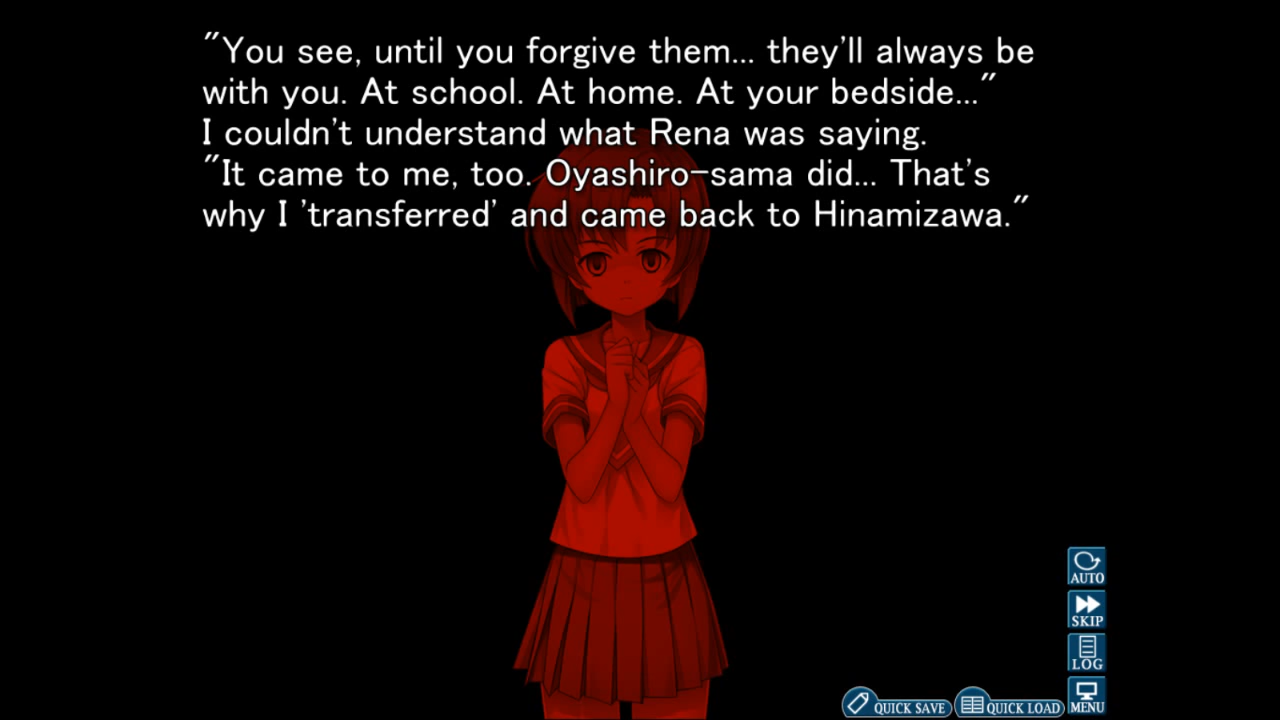 "You see, until you forgive them... they'll always be
with you. At school. At home. At your bedside..."
I couldn't understand what Rena was saying.
"It came to me, too. Oyashiro-sama did... That's
why I 'transferred' and came back to Hinamizawa."
AUTO
SKIP
LOG
MENU
QUICK SAVE
QUICK LOAD